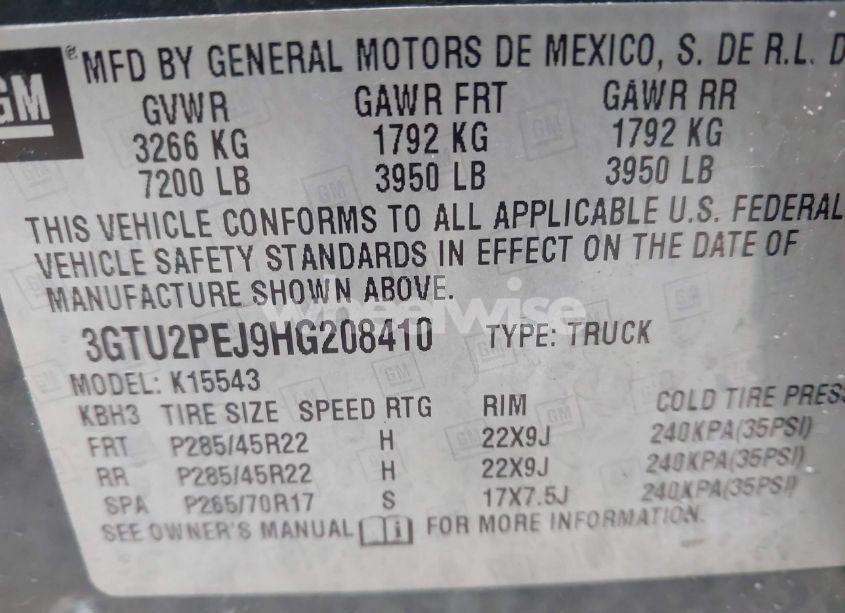 GM
® MFD BY GENERAL MOTORS DE MEXICO, S. DE R.L. D
GVWR GAWR FRT GAWR RR
3266 KG 1792 KG 1792 KG
7200 LB 3950 LB 3950 LB
THIS VEHICLE CONFORMS TO ALL APPLICABLE U.S. FEDERAL
VEHICLE SAFETY STANDARDS IN EFFECT ON THE DATE OF
MANUFACTURE SHOWN ABOVE.
wheelwise
3GTU2PEJ9HG208410 TYPE: TRUCK
MODEL: K15543
KBH3 TIRE SIZE SPEED RTG RIM COLD TIRE PRESS
FRT P285/45R22 H 22X9J 240KPA(35PSI)
RR P285/45R22 H 22X9J 240KPA(35PSI)
SPA P265/70R17 S 17X7.5J 240KPA(35PSI)
SEE OWNER'S MANUAL i FOR MORE INFORMATION.